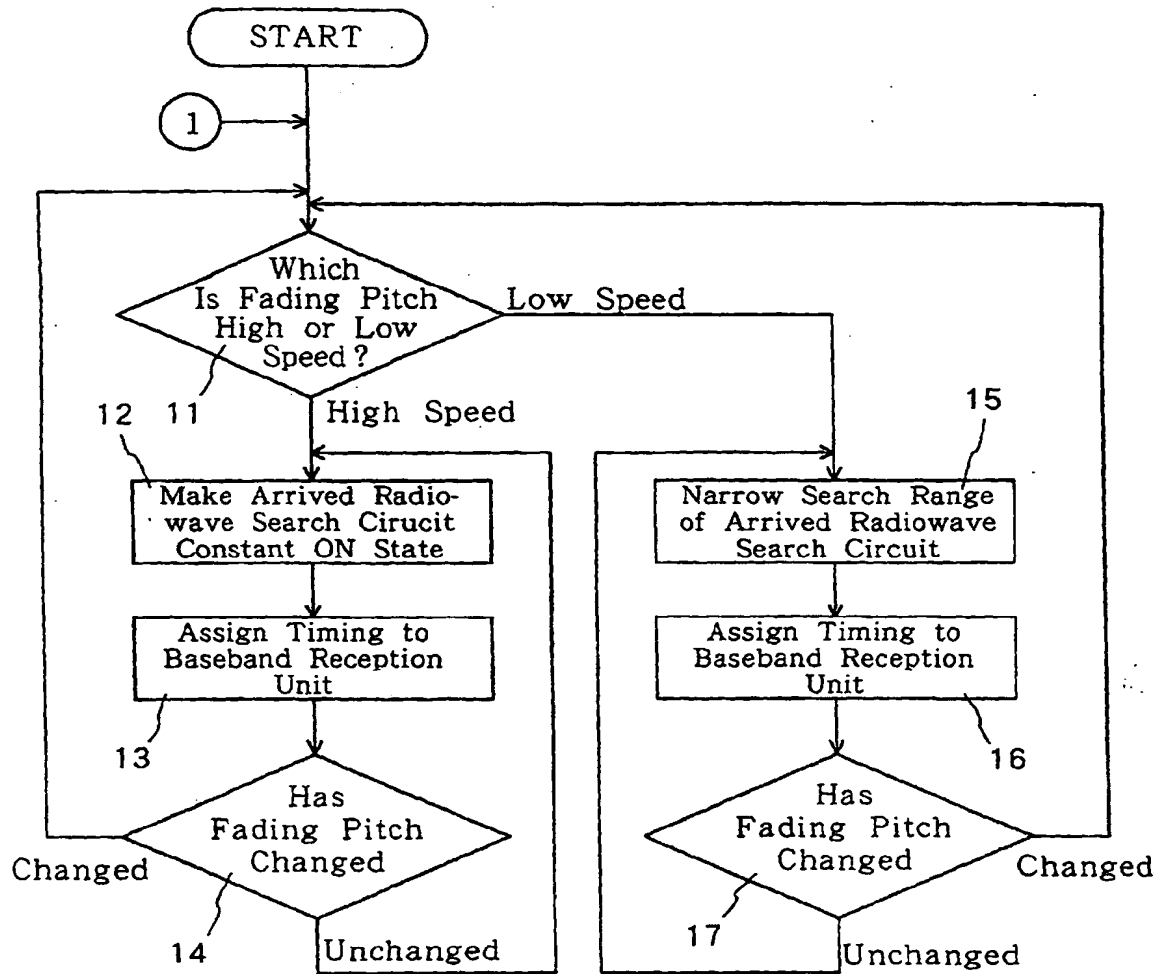 START
1
Which
Is Fading Pitch
High or Low
Speed?
Low Speed
11
High Speed
12
Make Arrived Radio-
wave Search Cirucit
Constant ON State
Assign Timing to
Baseband Reception
Unit
13
Has
Fading Pitch
Changed
Changed
14
Unchanged
15
Narrow Search Range
of Arrived Radiowave
Search Circuit
Assign Timing to
Baseband Reception
Unit
16
Has
Fading Pitch
Changed
Changed
17
Unchanged